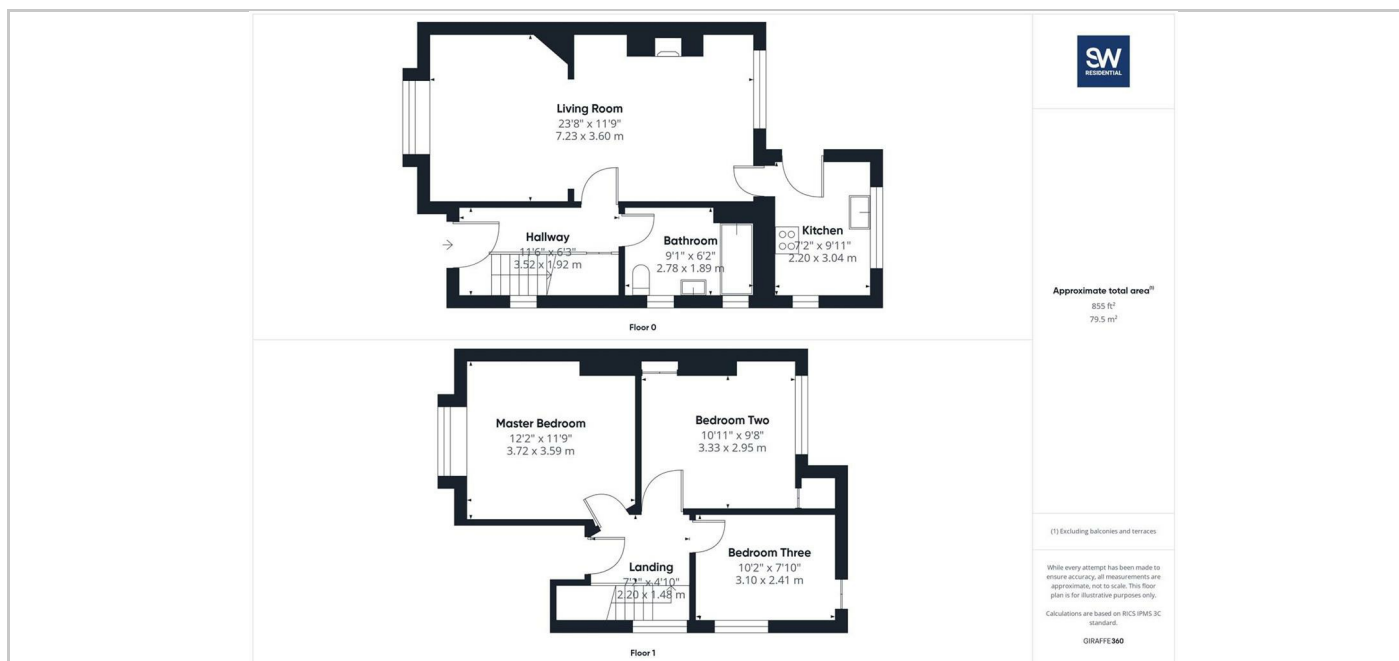 Living Room
23'8" x 11'9"
7.23 x 3.60 m
Hallway
11'6" x 6'3"
3.52 x 1.92 m
Bathroom
9'1" x 6'2"
2.78 x 1.89 m
Kitchen
7'2" x 9'11"
2.20 x 3.04 m
Floor 0
Master Bedroom
12'2" x 11'9"
3.72 x 3.59 m
Bedroom Two
10'11" x 9'8"
3.33 x 2.95 m
Landing
7'2" x 4'10"
2.20 x 1.48 m
Bedroom Three
10'2" x 7'10"
3.10 x 2.41 m
Floor 1
SW
RESIDENTIAL
Approximate total area(1)
855 ft²
79.5 m²
(1) Excluding balconies and terraces
While every attempt has been made to
ensure accuracy, all measurements are
approximate, not to scale. This floor
plan is for illustrative purposes only.
Calculations are based on RICS IPMS 3C
standard.
GIRAFFE360